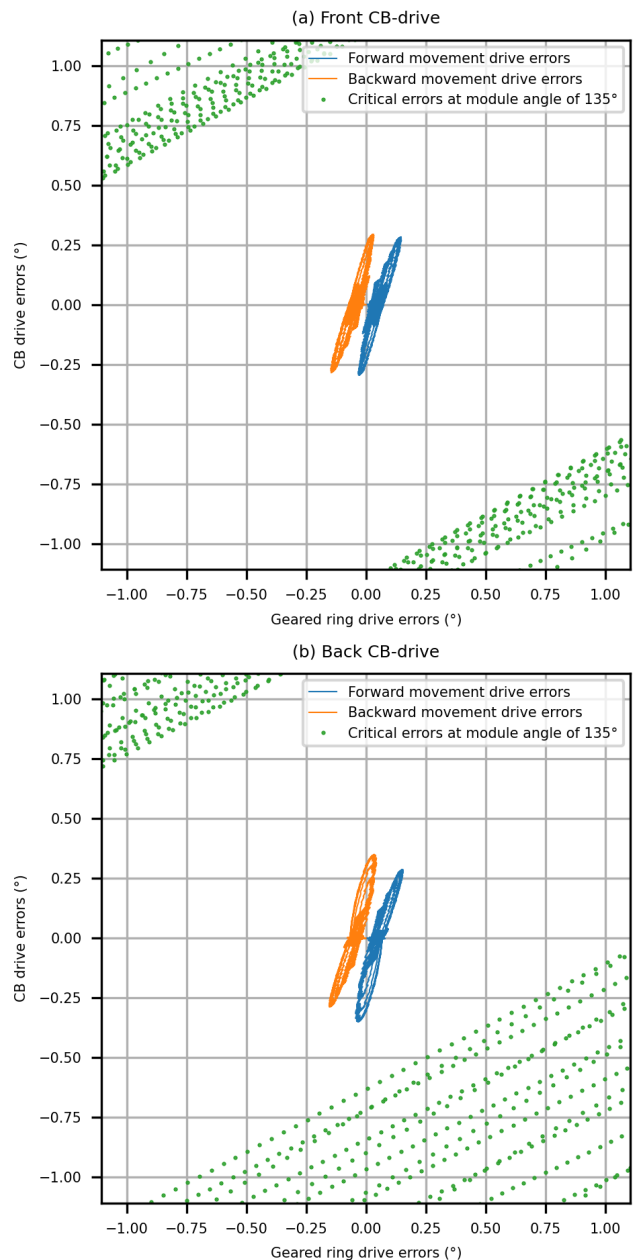 (a) Front CB-drive
Forward movement drive errors
Backward movement drive errors
Critical errors at module angle of 135°
1.00
0.75
0.50
0.25
0.00
−0.25
−0.50
−0.75
−1.00
CB drive errors (°)
−1.00 −0.75 −0.50 −0.25 0.00 0.25 0.50 0.75 1.00
Geared ring drive errors (°)
(b) Back CB-drive
Forward movement drive errors
Backward movement drive errors
Critical errors at module angle of 135°
1.00
0.75
0.50
0.25
0.00
−0.25
−0.50
−0.75
−1.00
CB drive errors (°)
−1.00 −0.75 −0.50 −0.25 0.00 0.25 0.50 0.75 1.00
Geared ring drive errors (°)